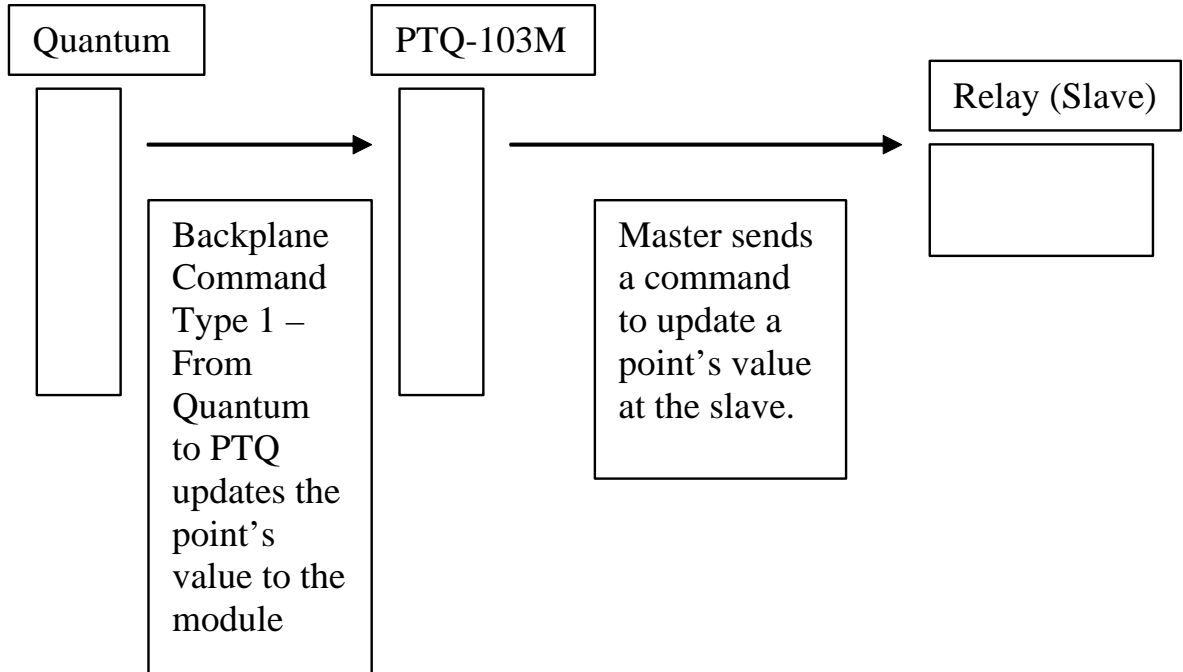 Quantum
PTQ-103M
Relay (Slave)
Backplane
Command
Type 1 –
From
Quantum
to PTQ
updates the
point’s
value to the
module
Master sends
a command
to update a
point’s value
at the slave.